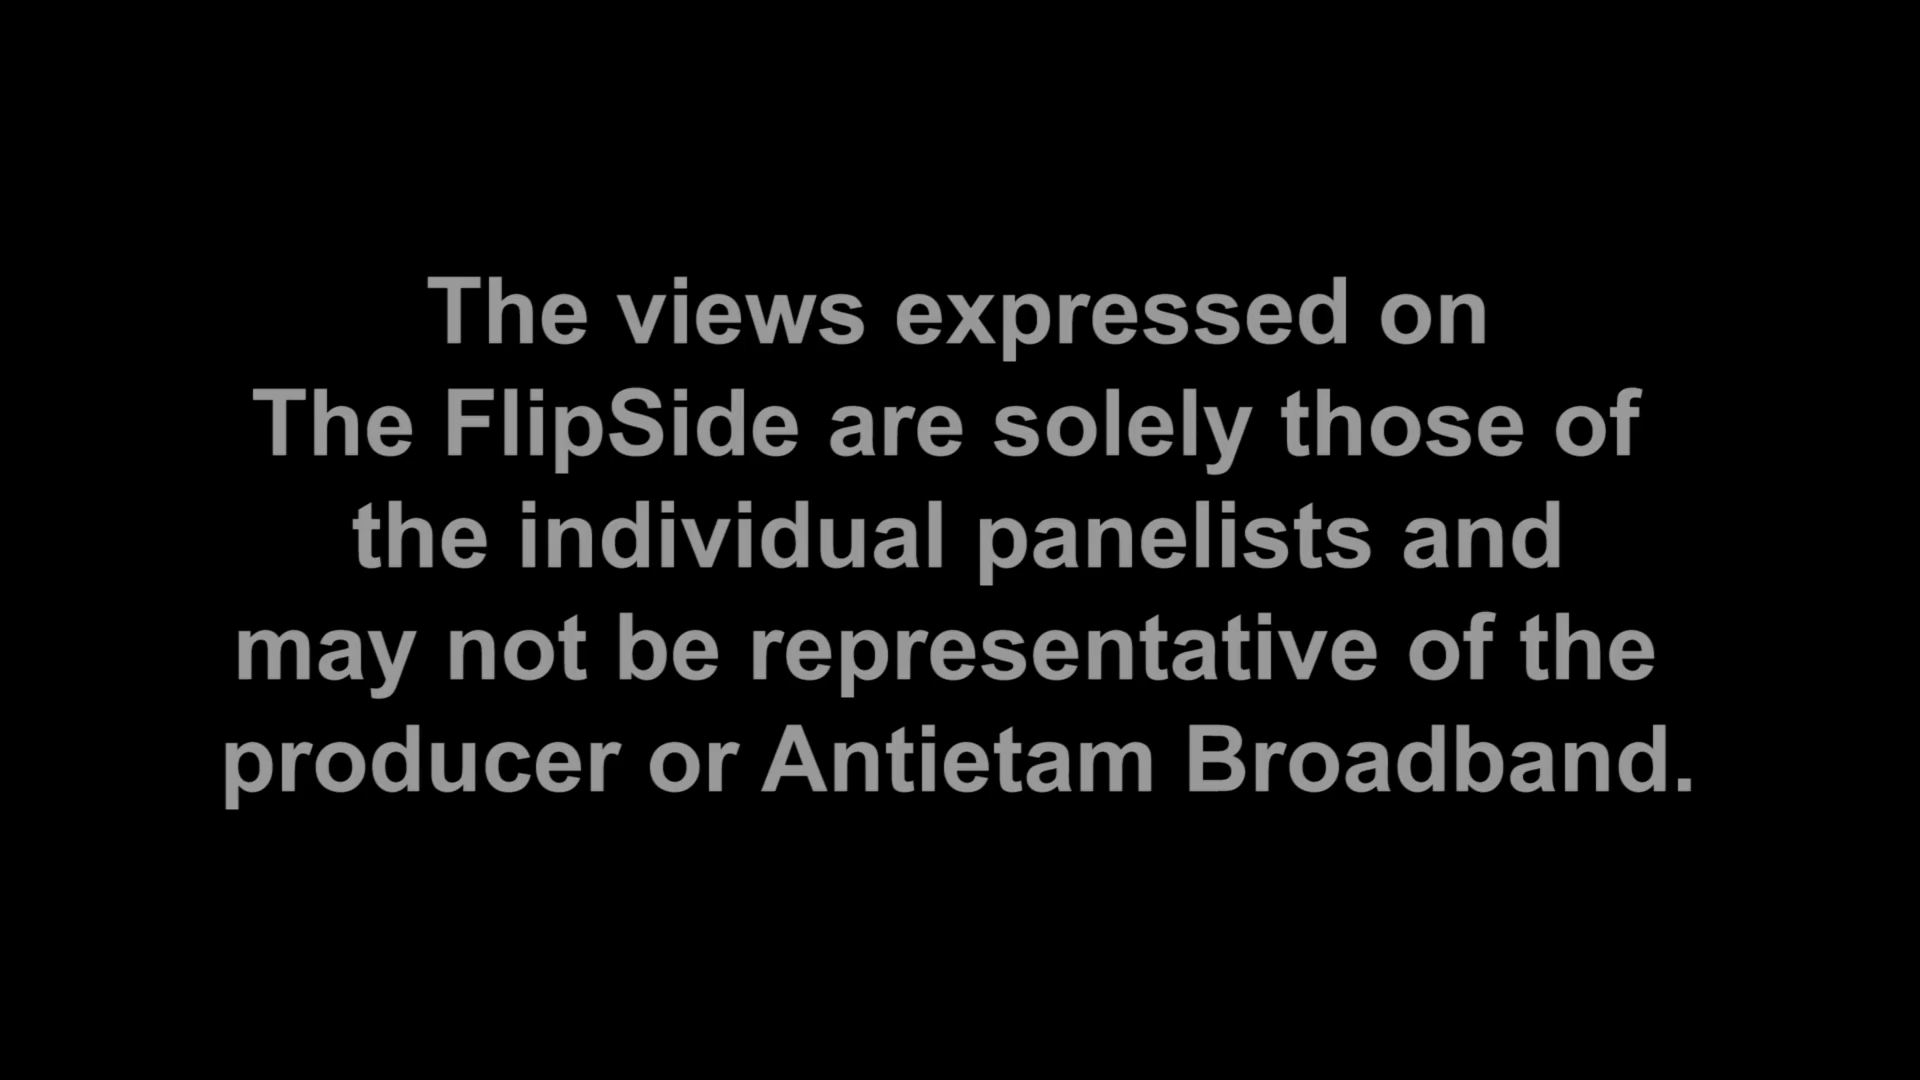 The views expressed on
The FlipSide are solely those of
the individual panelists and
may not be representative of the
producer or Antietam Broadband.